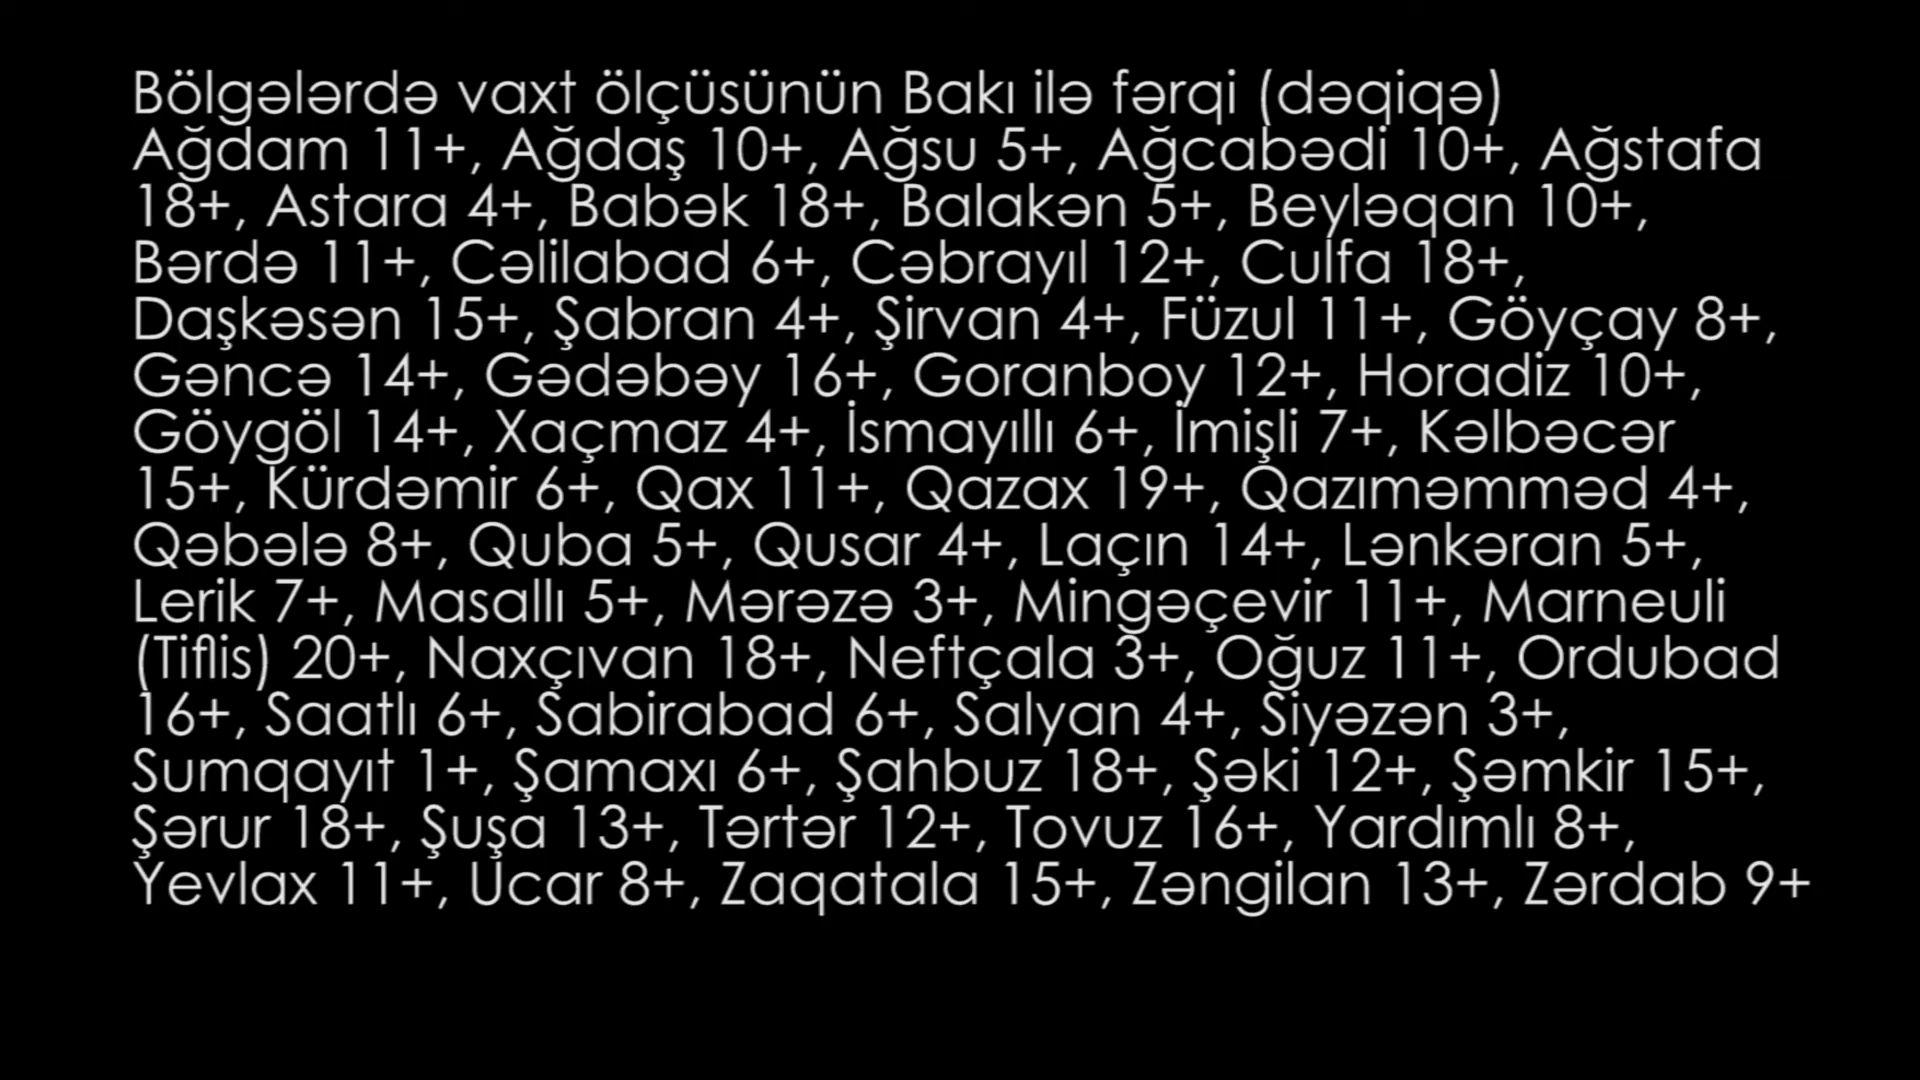 Bölgələrdə vaxt ölçüsünün Bakı ilə fərqi (dəqiqə)
Ağdam 11+, Ağdaş 10+, Ağsu 5+, Ağcabədi 10+, Ağstafa
18+, Astara 4+, Babək 18+, Balakən 5+, Beyləqan 10+,
Bərdə 11+, Cəlilabad 6+, Cəbrayıl 12+, Culfa 18+,
Daşkəsən 15+, Şabran 4+, Şirvan 4+, Füzul 11+, Göyçay 8+,
Gəncə 14+, Gədəbəy 16+, Goranboy 12+, Horadiz 10+,
Göygöl 14+, Xaçmaz 4+, İsmayıllı 6+, İmişli 7+, Kəlbəcər
15+, Kürdəmir 6+, Qax 11+, Qazax 19+, Qazıməmməd 4+,
Qəbələ 8+, Quba 5+, Qusar 4+, Laçın 14+, Lənkəran 5+,
Lerik 7+, Masallı 5+, Mərəzə 3+, Mingəçevir 11+, Marneuli
(Tiflis) 20+, Naxçıvan 18+, Neftçala 3+, Oğuz 11+, Ordubad
16+, Saatlı 6+, Sabirabad 6+, Salyan 4+, Siyəzən 3+,
Sumqayıt 1+, Şamaxı 6+, Şahbuz 18+, Şəki 12+, Şəmkir 15+,
Şərur 18+, Şuşa 13+, Tərtər 12+, Tovuz 16+, Yardımlı 8+,
Yevlax 11+, Ucar 8+, Zaqatala 15+, Zəngilan 13+, Zərdab 9+